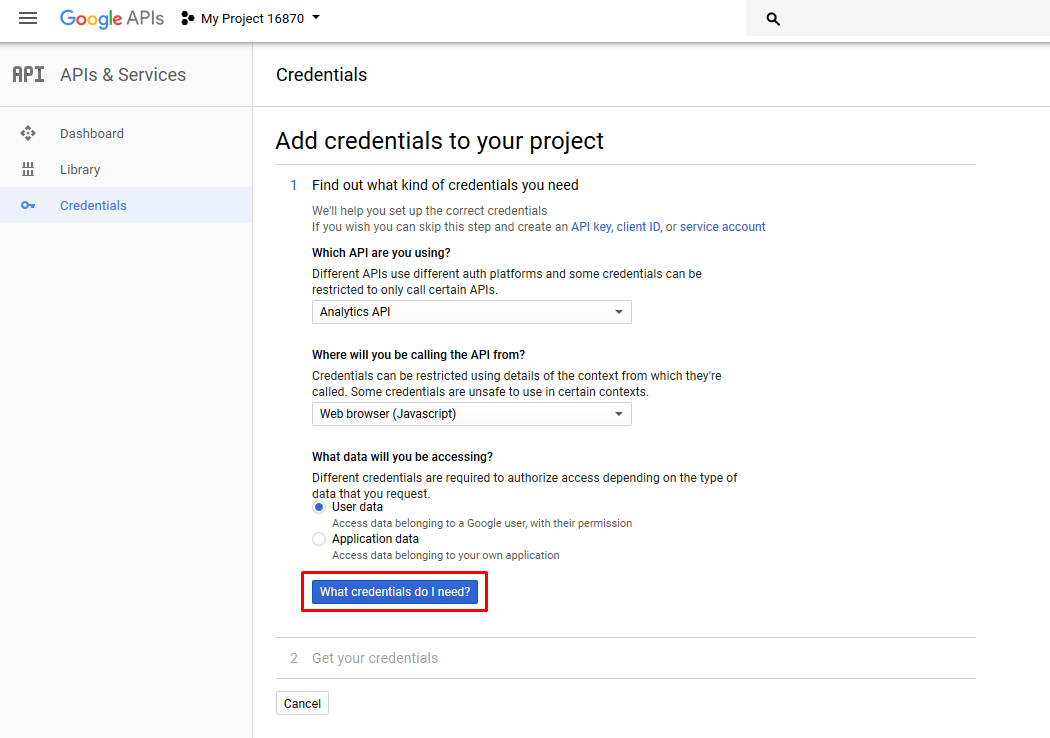 Google APIs My Project 16870
API APIs & Services
Credentials
Dashboard
Library
Credentials
Add credentials to your project
1 Find out what kind of credentials you need
We'll help you set up the correct credentials
If you wish you can skip this step and create an API key, client ID, or service account
Which API are you using?
Different APIs use different auth platforms and some credentials can be
restricted to only call certain APIs.
Analytics API
Where will you be calling the API from?
Credentials can be restricted using details of the context from which they're
called. Some credentials are unsafe to use in certain contexts.
Web browser (Javascript)
What data will you be accessing?
Different credentials are required to authorize access depending on the type of
data that you request.
User data
Access data belonging to a Google user, with their permission
Application data
Access data belonging to your own application
What credentials do I need?
2 Get your credentials
Cancel